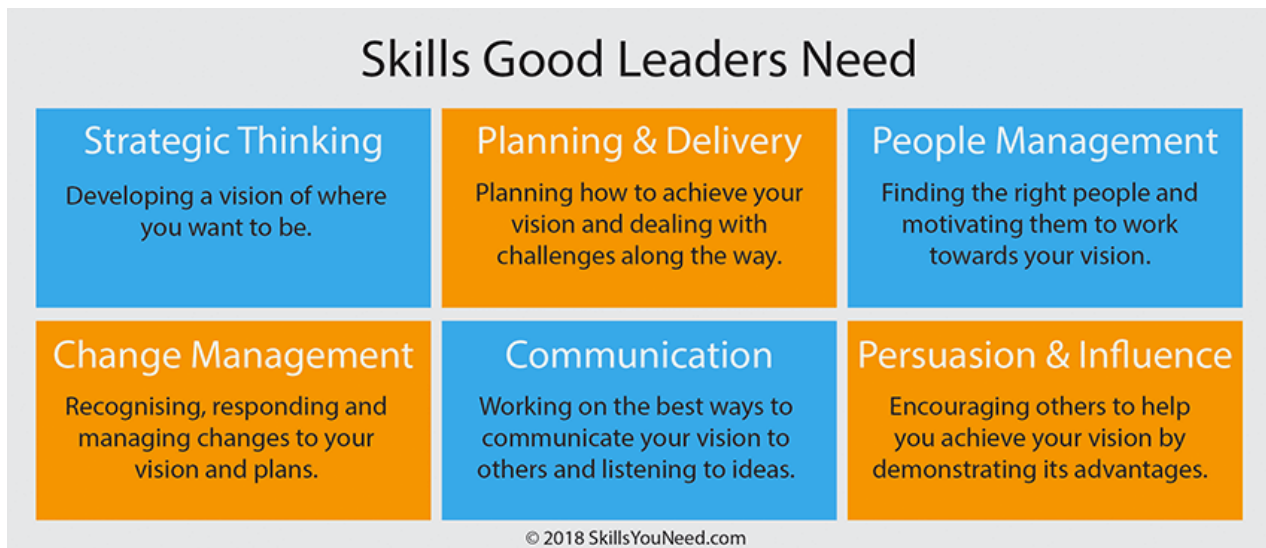 Skills Good Leaders Need
Strategic Thinking
Developing a vision of where
you want to be.
Planning & Delivery
Planning how to achieve your
vision and dealing with
challenges along the way.
People Management
Finding the right people and
motivating them to work
towards your vision.
Change Management
Recognising, responding and
managing changes to your
vision and plans.
Communication
Working on the best ways to
communicate your vision to
others and listening to ideas.
Persuasion & Influence
Encouraging others to help
you achieve your vision by
demonstrating its advantages.
© 2018 SkillsYouNeed.com